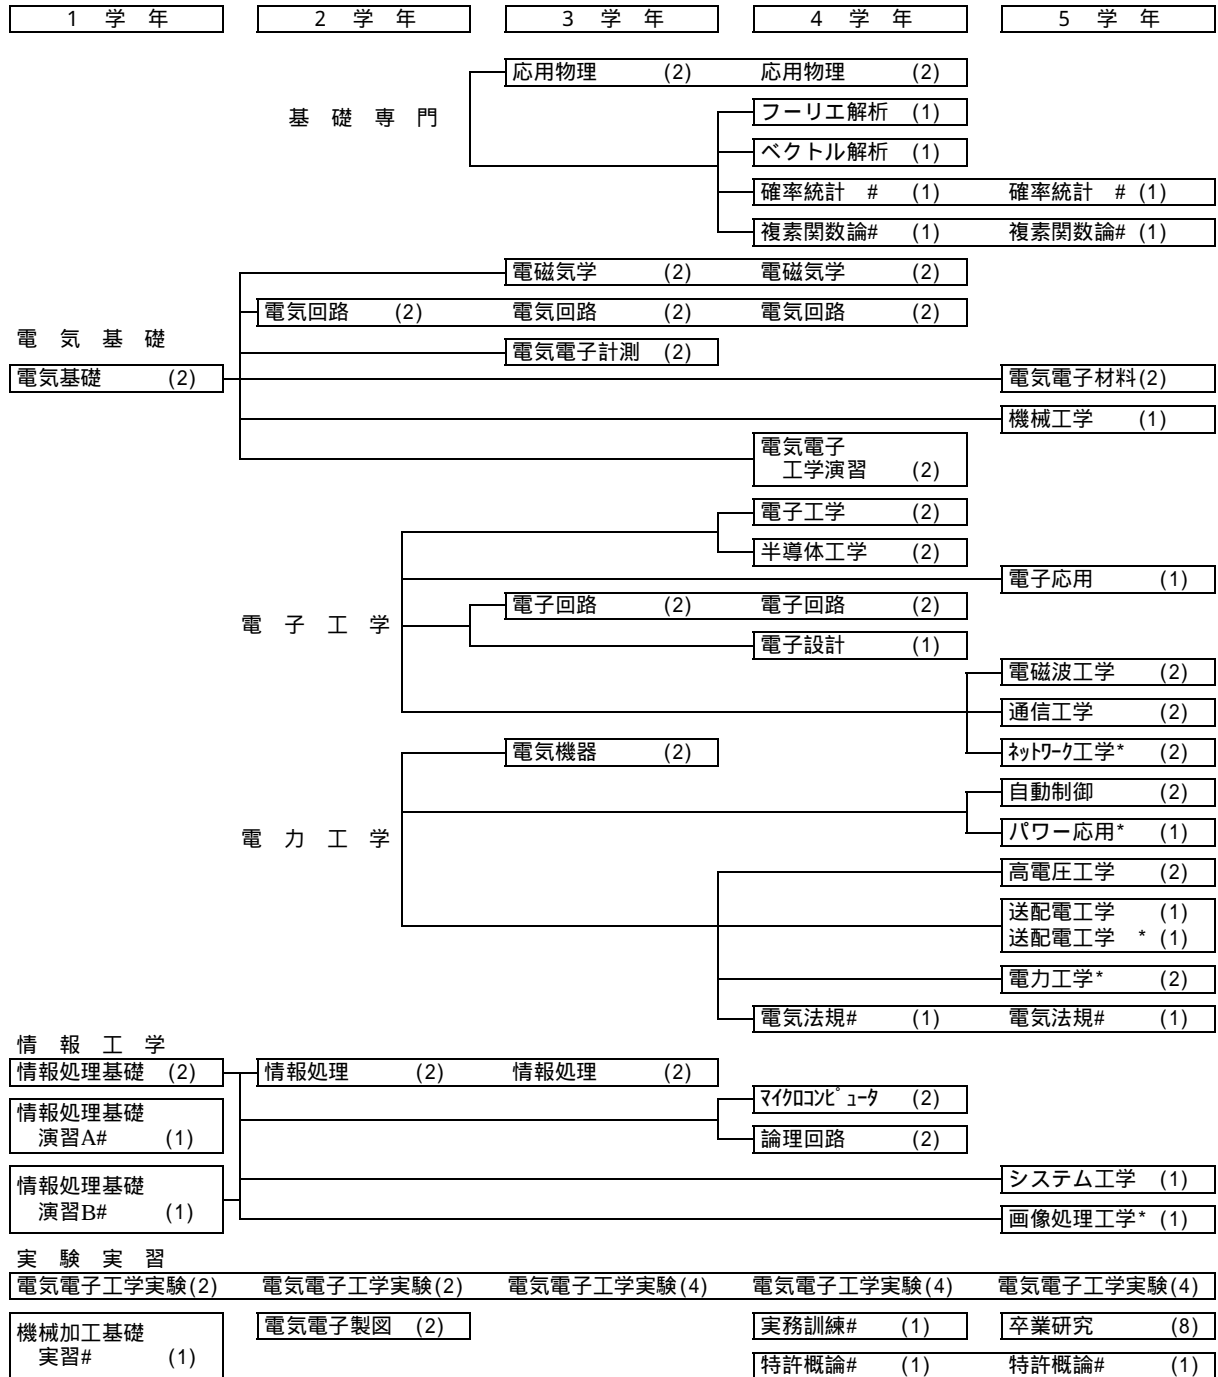 1 学 年 2 学 年 3 学 年 4 学 年 5 学 年
応用物理 (2) 応用物理 (2)
基 礎 専 門
フーリエ解析 (1)
ベクトル解析 (1)
確率統計 # (1) 確率統計 # (1)
複素関数論# (1) 複素関数論# (1)
電磁気学 (2) 電磁気学 (2)
電気回路 (2) 電気回路 (2) 電気回路 (2)
電 気 基 礎
電気電子計測 (2)
電気基礎 (2) 電気電子材料(2)
機械工学 (1)
電気電子
工学演習 (2)
電子工学 (2)
半導体工学 (2)
電子応用 (1)
電子回路 (2) 電子回路 (2)
電 子 工 学
電子設計 (1)
電磁波工学 (2)
通信工学 (2)
電気機器 (2) ネットワーク工学* (2)
自動制御 (2)
電 力 工 学
パワー応用* (1)
高電圧工学 (2)
送配電工学 (1)
送配電工学 * (1)
電力工学* (2)
電気法規# (1) 電気法規# (1)
情 報 工 学
情報処理基礎 (2) 情報処理 (2) 情報処理 (2)
マイクロコンピュータ (2)
情報処理基礎
演習A# (1)
論理回路 (2)
システム工学 (1)
情報処理基礎
演習B# (1)
画像処理工学* (1)
実 験 実 習
電気電子工学実験(2) 電気電子工学実験(2) 電気電子工学実験(4) 電気電子工学実験(4) 電気電子工学実験(4)
機械加工基礎
実習# (1)
電気電子製図 (2) 実務訓練# (1) 卒業研究 (8)
特許概論# (1) 特許概論# (1)